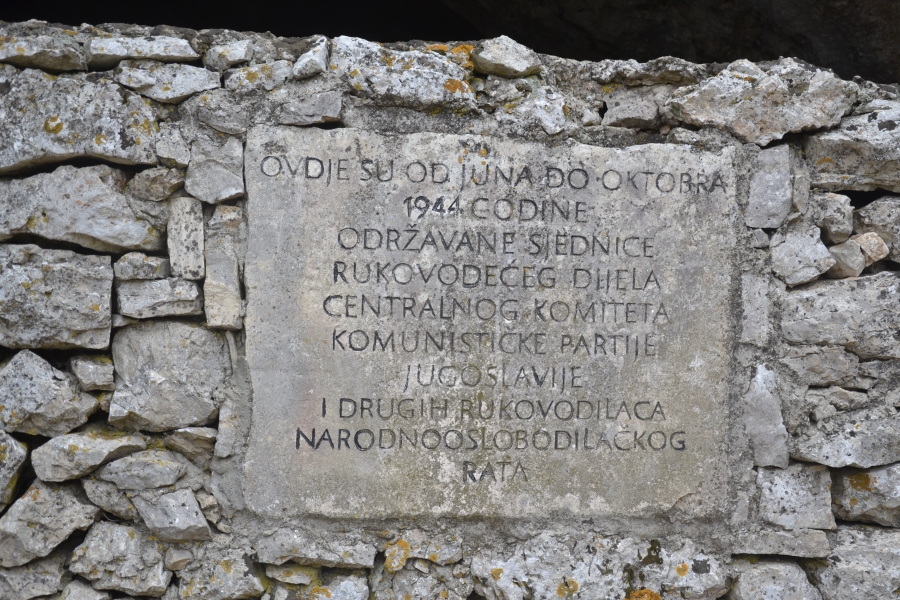 OVDJE SU OD JUNA DO OKTOBRA
1944 GODINE
ODRŽAVANE SJEDNICE
RUKOVODEĆEG DIJELA
CENTRALNOG KOMITETA
KOMUNISTIČKE PARTIJE
JUGOSLAVIJE
I DRUGIH RUKOVODILACA
NARODNOOSLOBODILAČKOG
RATA